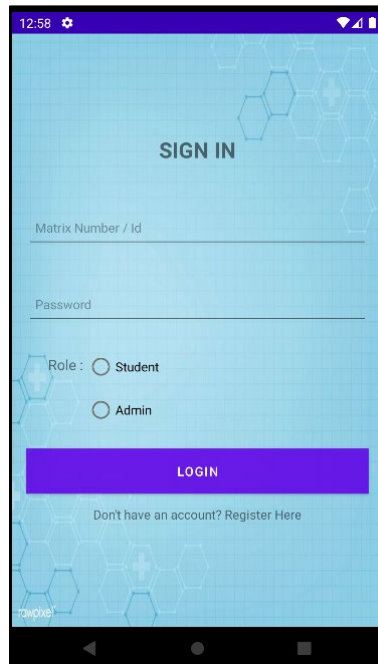 12:58
SIGN IN
Matrix Number / Id
Password
Role : Student
Admin
LOGIN
Don't have an account? Register Here
rawpixel